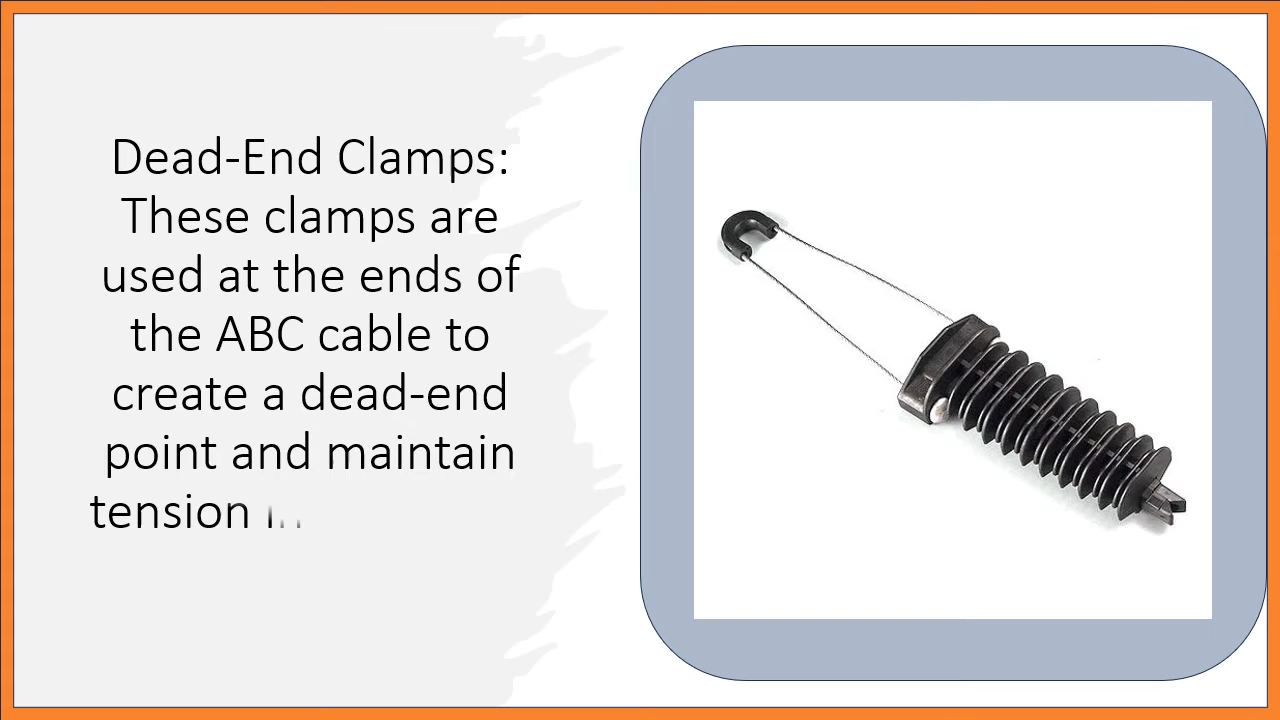 Dead-End Clamps:
These clamps are
used at the ends of
the ABC cable to
create a dead-end
point and maintain
tension